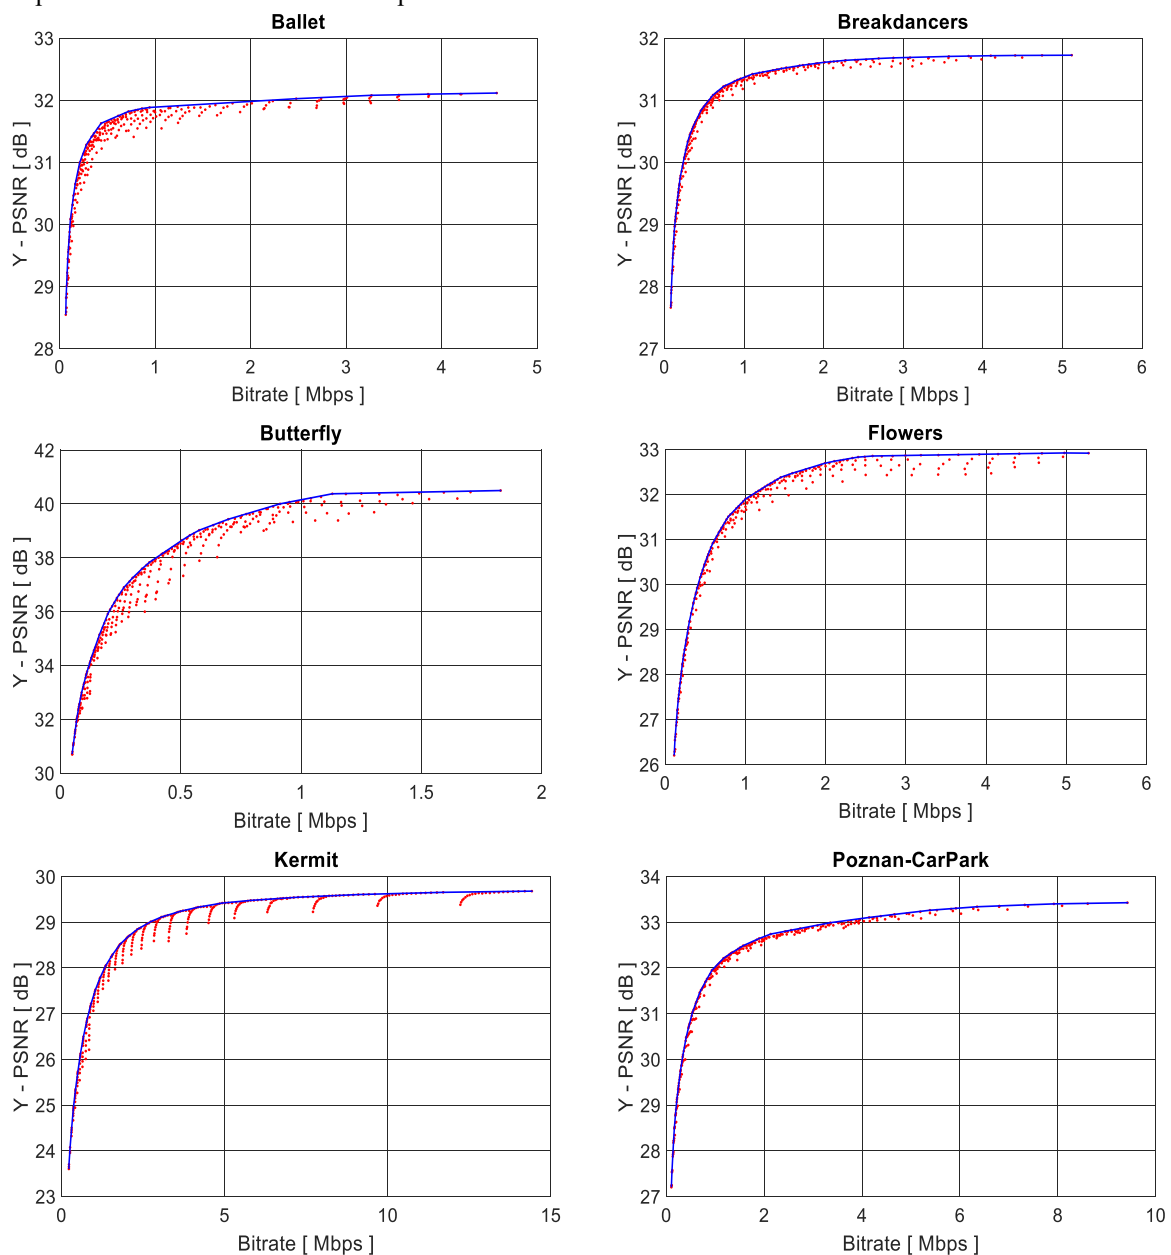 Ballet
33
32
31
30
29
28
Y - PSNR [ dB ]
0 1 2 3 4 5
Bitrate [ Mbps ]
Breakdancers
32
31
30
29
28
27
Y - PSNR [ dB ]
0 1 2 3 4 5 6
Bitrate [ Mbps ]
Butterfly
42
40
38
36
34
32
30
Y - PSNR [ dB ]
0 0.5 1 1.5 2
Bitrate [ Mbps ]
Flowers
33
32
31
30
29
28
27
26
Y - PSNR [ dB ]
0 1 2 3 4 5 6
Bitrate [ Mbps ]
Kermit
30
29
28
27
26
25
24
23
Y - PSNR [ dB ]
0 5 10 15
Bitrate [ Mbps ]
Poznan-CarPark
34
33
32
31
30
29
28
27
Y - PSNR [ dB ]
0 2 4 6 8 10
Bitrate [ Mbps ]